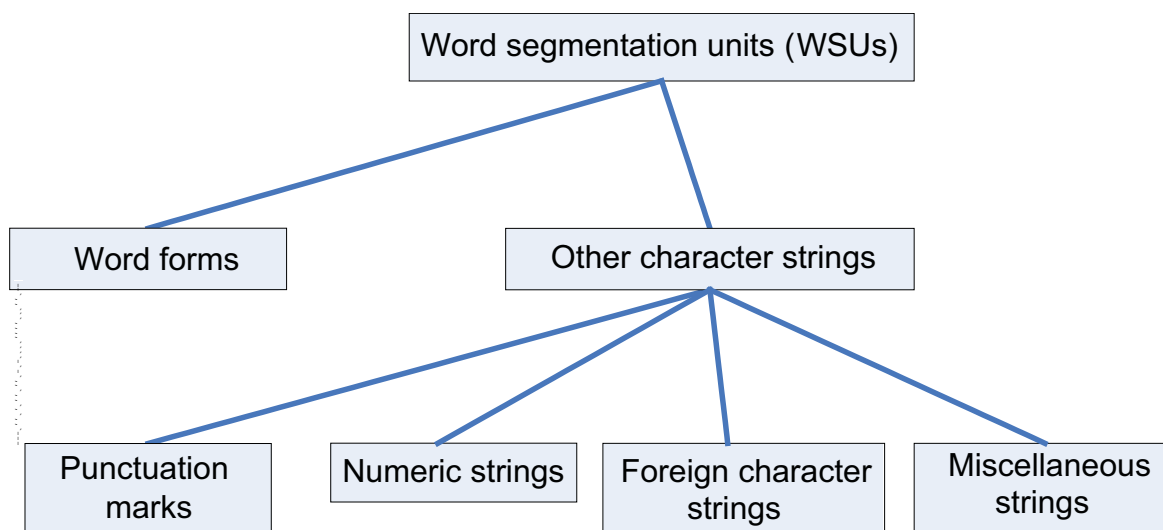 Word segmentation units (WSUs)
Word forms
Other character strings
Punctuation
marks
Numeric strings
Foreign character
strings
Miscellaneous
strings